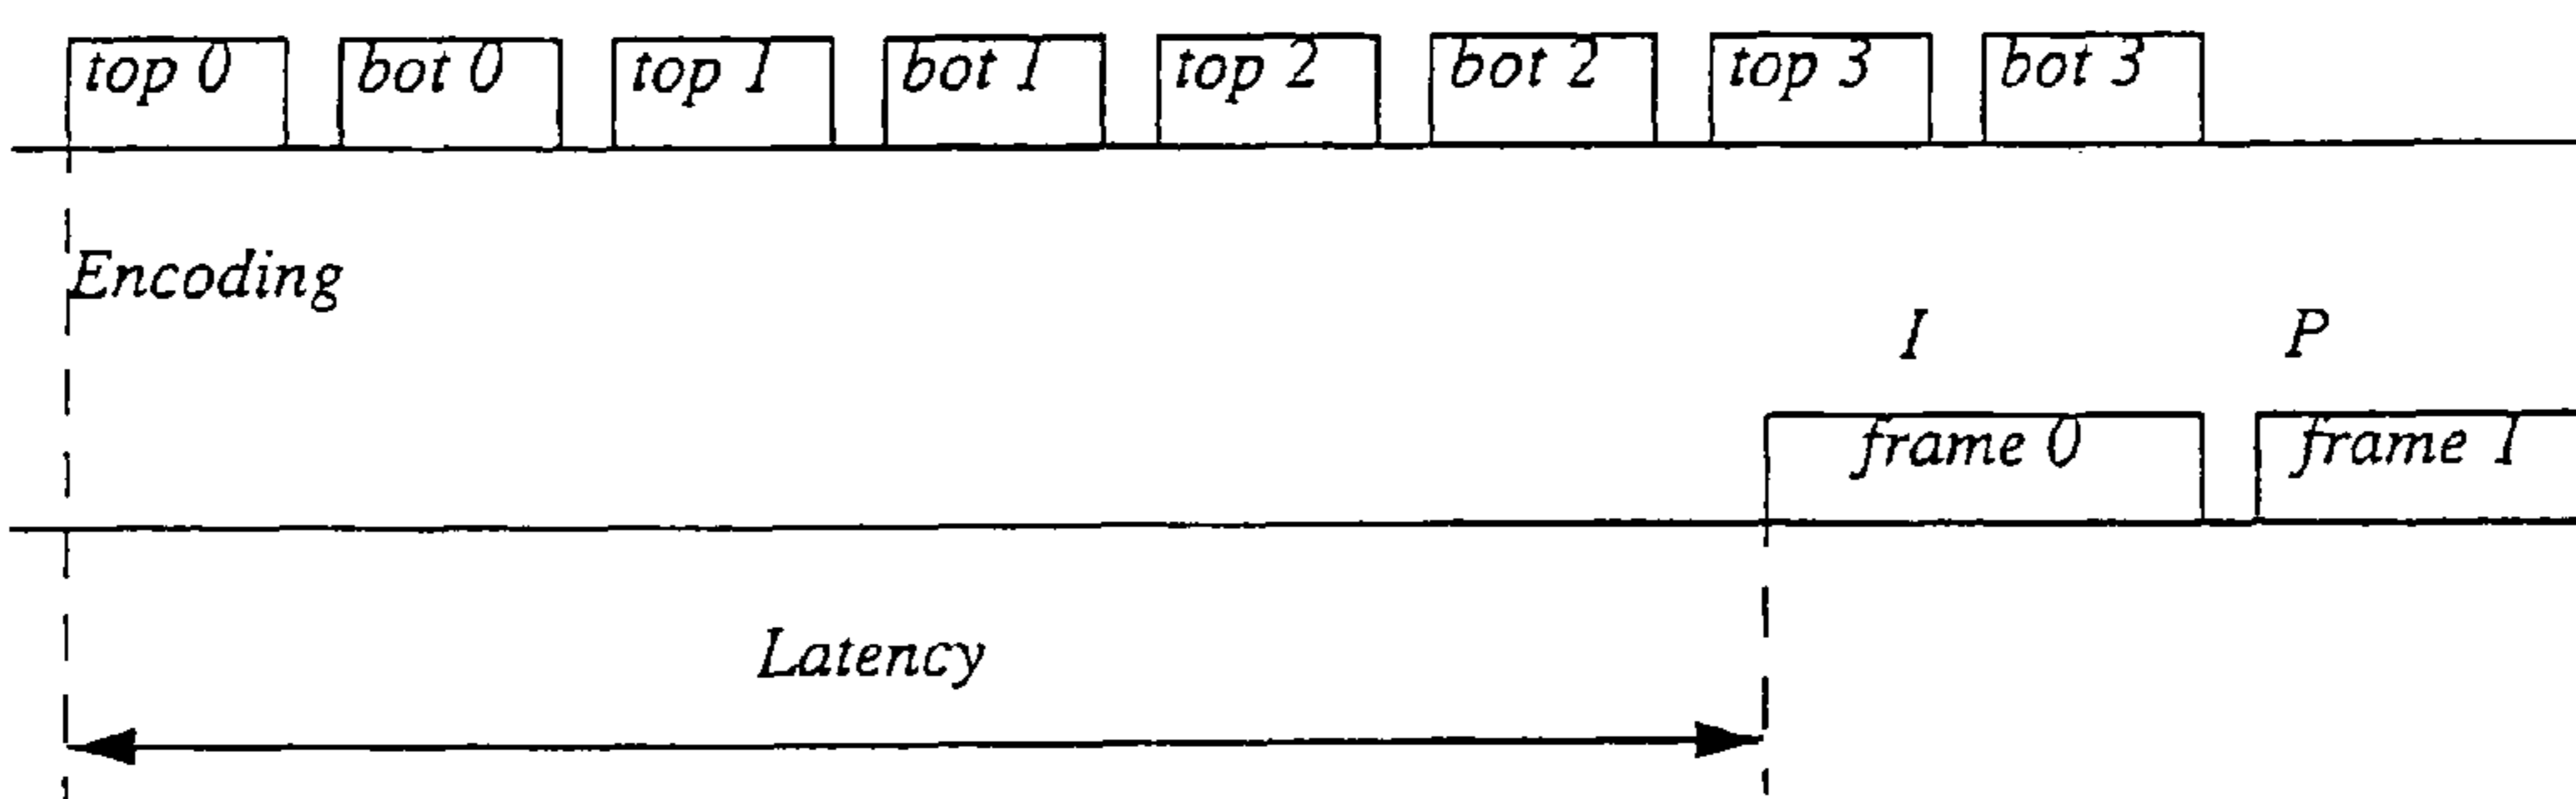 top 0 bot 0 top 1 bot 1 top 2 bot 2 top 3 bot 3
Encoding
I P
frame 0 frame 1
Latency